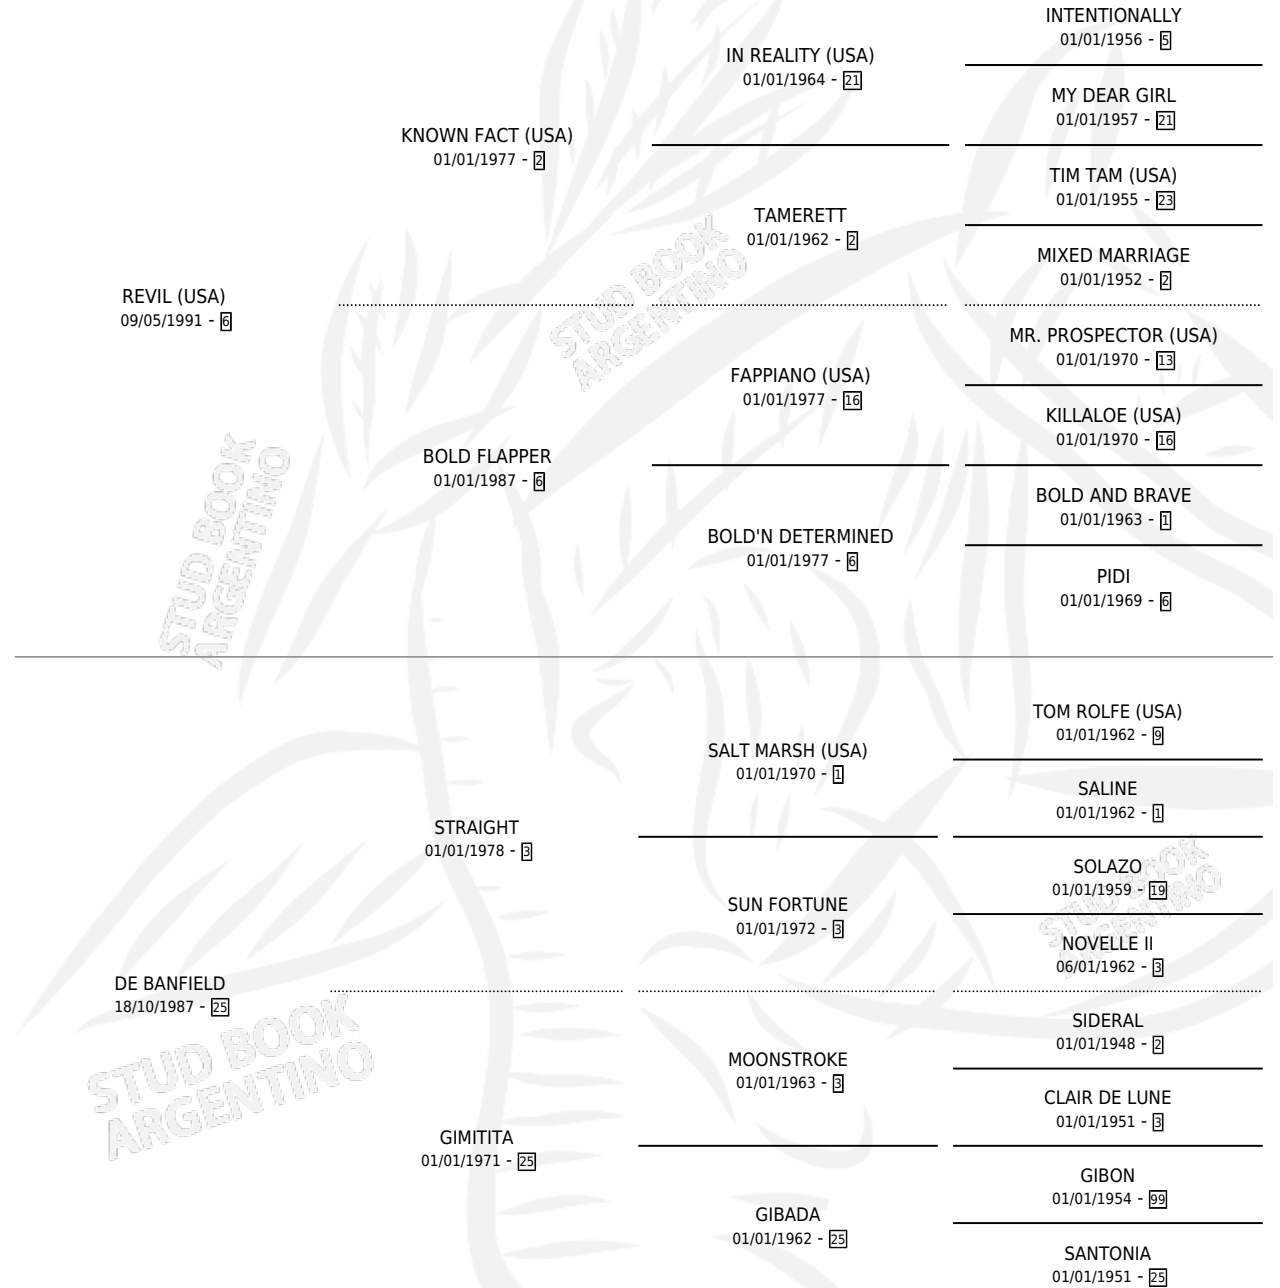 INTENTIONALLY
01/01/1956 - 5
IN REALITY (USA)
01/01/1964 - 21
MY DEAR GIRL
01/01/1957 - 21
KNOWN FACT (USA)
01/01/1977 - 2
TIM TAM (USA)
01/01/1955 - 23
TAMERETT
01/01/1962 - 2
MIXED MARRIAGE
01/01/1952 - 2
REVIL (USA)
09/05/1991 - 6
MR. PROSPECTOR (USA)
01/01/1970 - 13
FAPPIANO (USA)
01/01/1977 - 16
KILLALOE (USA)
01/01/1970 - 16
BOLD FLAPPER
01/01/1987 - 6
BOLD AND BRAVE
01/01/1963 - 1
BOLD'N DETERMINED
01/01/1977 - 6
PIDI
01/01/1969 - 6
STUD BOOK
ARGENTINO
STUD BOOK
ARGENTINO
TOM ROLFE (USA)
01/01/1962 - 9
SALT MARSH (USA)
01/01/1970 - 1
SALINE
01/01/1962 - 1
STRAIGHT
01/01/1978 - 3
SOLAZO
01/01/1959 - 19
SUN FORTUNE
01/01/1972 - 3
NOVELLE II
06/01/1962 - 3
DE BANFIELD
18/10/1987 - 25
SIDERAL
01/01/1948 - 2
MOONSTROKE
01/01/1963 - 3
CLAIR DE LUNE
01/01/1951 - 3
GIMITITA
01/01/1971 - 25
GIBON
01/01/1954 - 99
GIBADA
01/01/1962 - 25
SANTONIA
01/01/1951 - 25
STUD BOOK
ARGENTINO
STUD BOOK
ARGENTINO